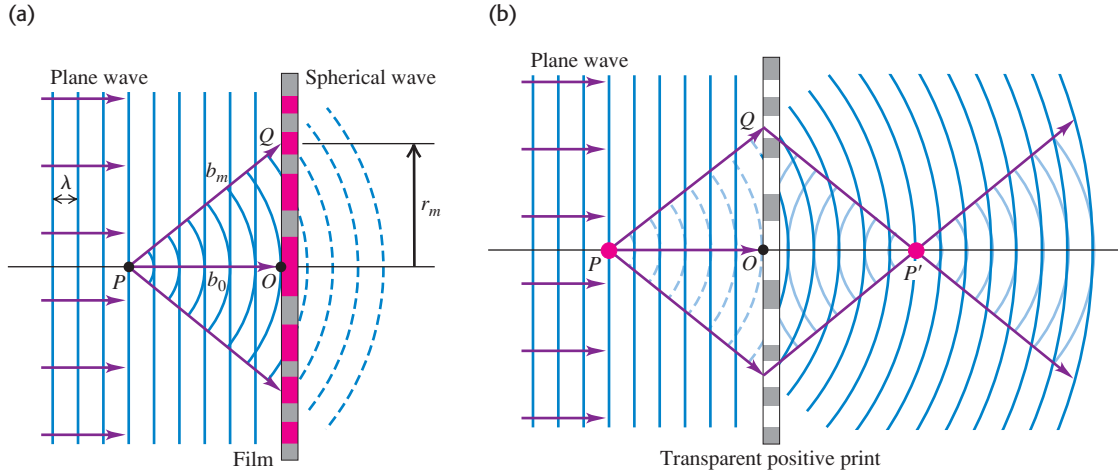 (a)
Plane wave
Spherical wave
Q
b_m
λ
r_m
P
b_0
O
Film
(b)
Plane wave
Q
P
O
P′
Transparent positive print